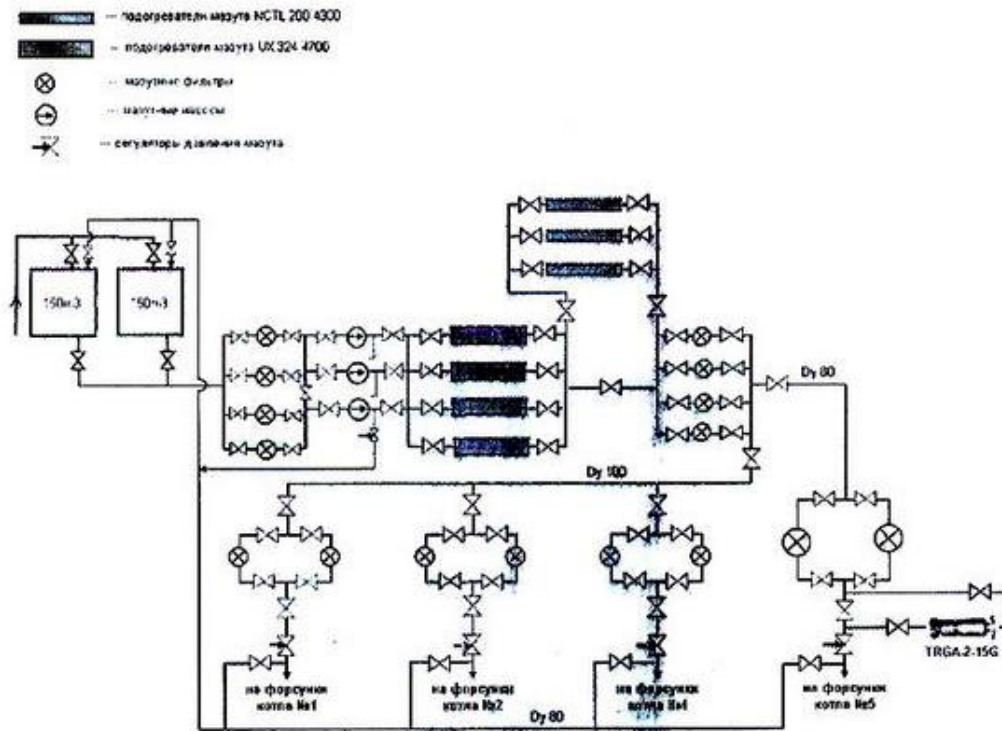 подогреватели мазута NCTL 200 4300
подогреватели мазута UX 324 4700
мазутные фильтры
мазутные насосы
регуляторы давления мазута
150м3
150м3
Dy 80
Dy 100
TRGA-2-15G
на форсунки
котла №1
на форсунки
котла №2
на форсунки
котла №4
на форсунки
котла №5
Dy 80